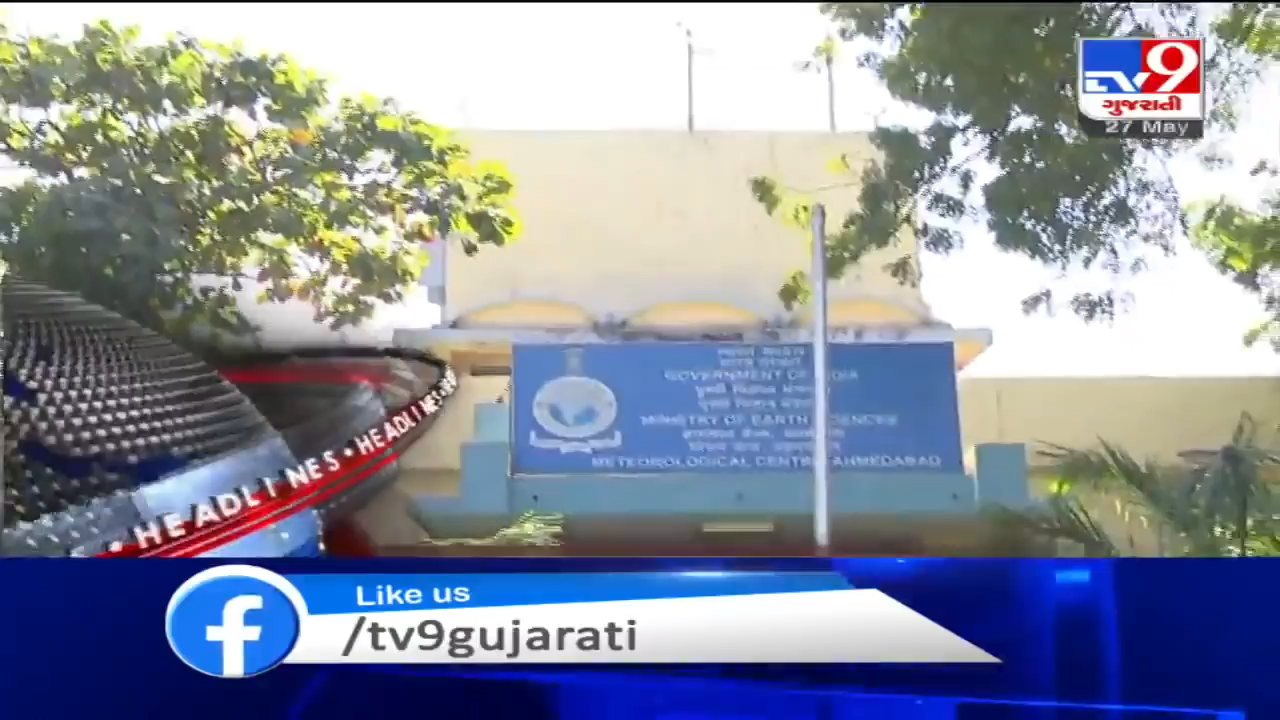 TV9
ગુજરાતી
27 May
GOVERNMENT OF INDIA
MINISTRY OF EARTH SCIENCES
METEOROLOGICAL CENTRE AHMEDABAD
• HEADLINES • HEADLINES
Like us
/tv9gujarati